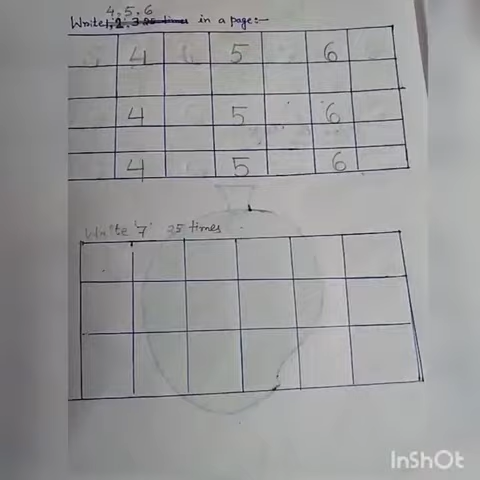 4.5.6
Write 1,2,3 25 times in a page:-
4 5 6
4 5 6
4 5 6
Write '7' 25 times
InShOt